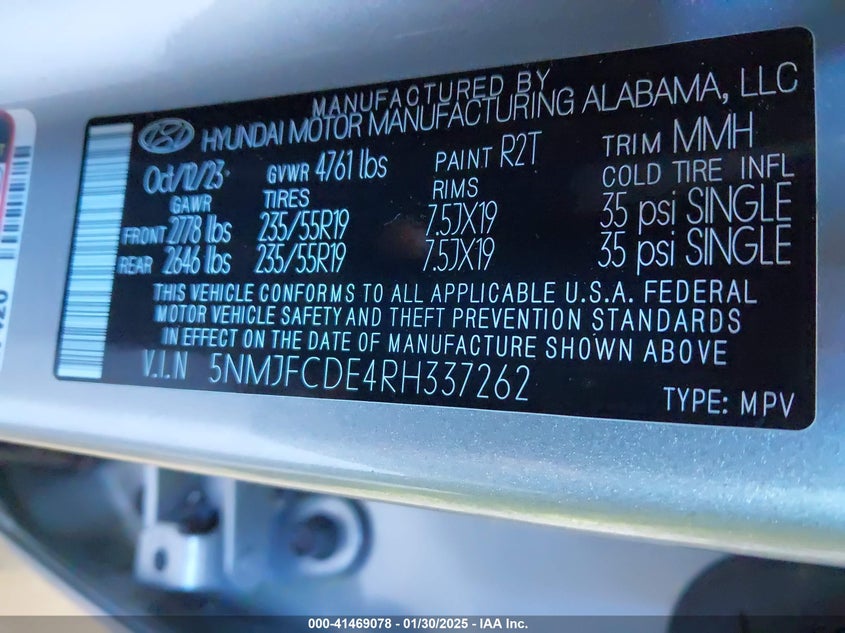 MANUFACTURED BY
HYUNDAI MOTOR MANUFACTURING ALABAMA, LLC
Oct/12/23 GVWR 4761 lbs PAINT R2T TRIM MMH
GAWR TIRES RIMS COLD TIRE INFL
FRONT 2778 lbs 235/55R19 7.5JX19 35 psi SINGLE
REAR 2646 lbs 235/55R19 7.5JX19 35 psi SINGLE
THIS VEHICLE CONFORMS TO ALL APPLICABLE U.S.A. FEDERAL
MOTOR VEHICLE SAFETY AND THEFT PREVENTION STANDARDS
IN EFFECT ON THE DATE OF MANUFACTURE SHOWN ABOVE
V.I.N 5NMJFCDE4RH337262
TYPE: MPV
000-41469078 - 01/30/2025 - IAA Inc.